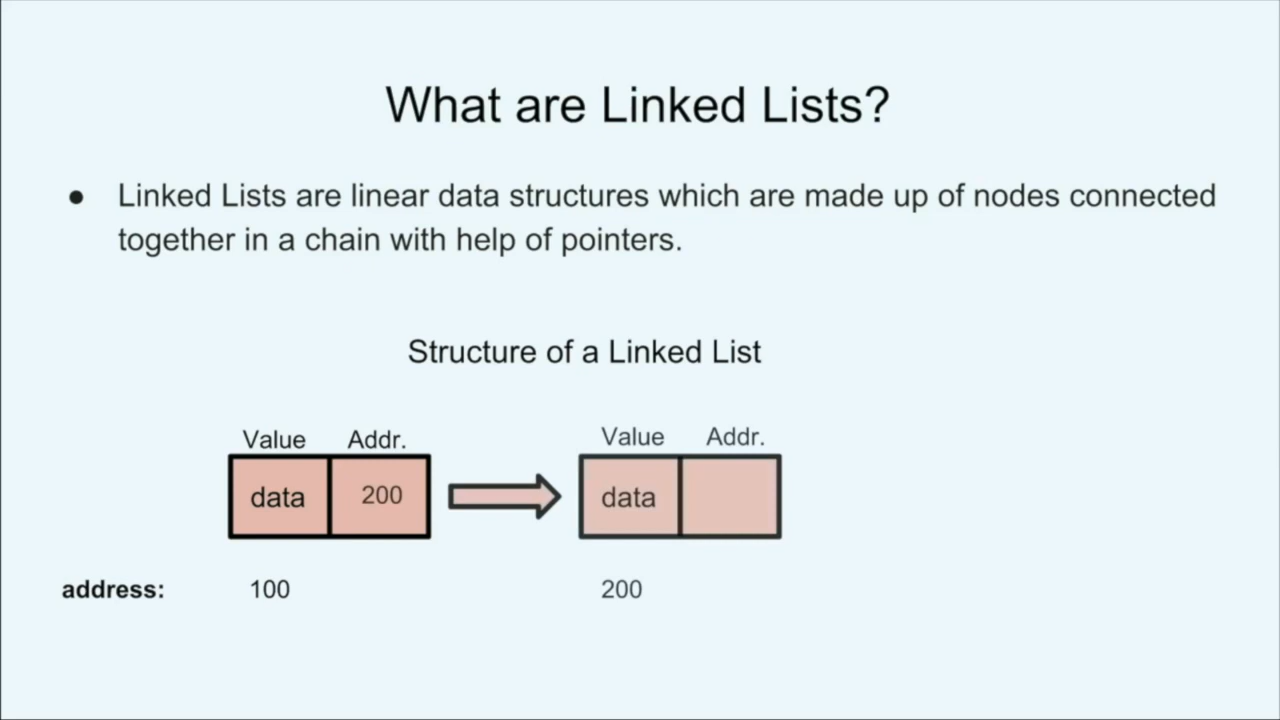 What are Linked Lists?
● Linked Lists are linear data structures which are made up of nodes connected
together in a chain with help of pointers.
Structure of a Linked List
Value Addr. Value Addr.
data 200 data
address: 100 200